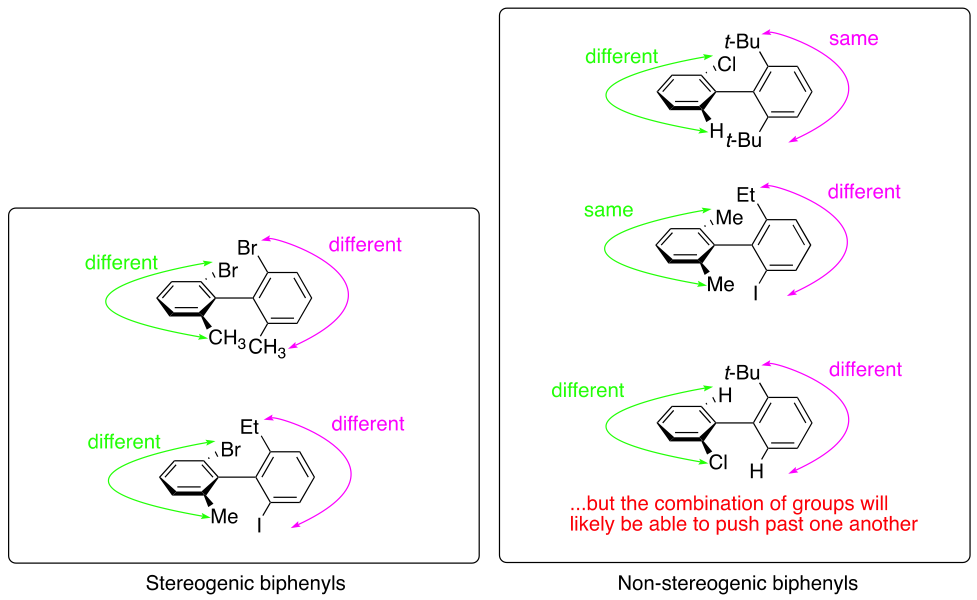 t-Bu
same
different
Cl
H
t-Bu
Et
different
same
Me
Me
I
Br
different
different
Br
CH3
CH3
t-Bu
different
different
H
Cl
H
Et
different
different
Br
Me
I
...but the combination of groups will
likely be able to push past one another
Stereogenic biphenyls
Non-stereogenic biphenyls